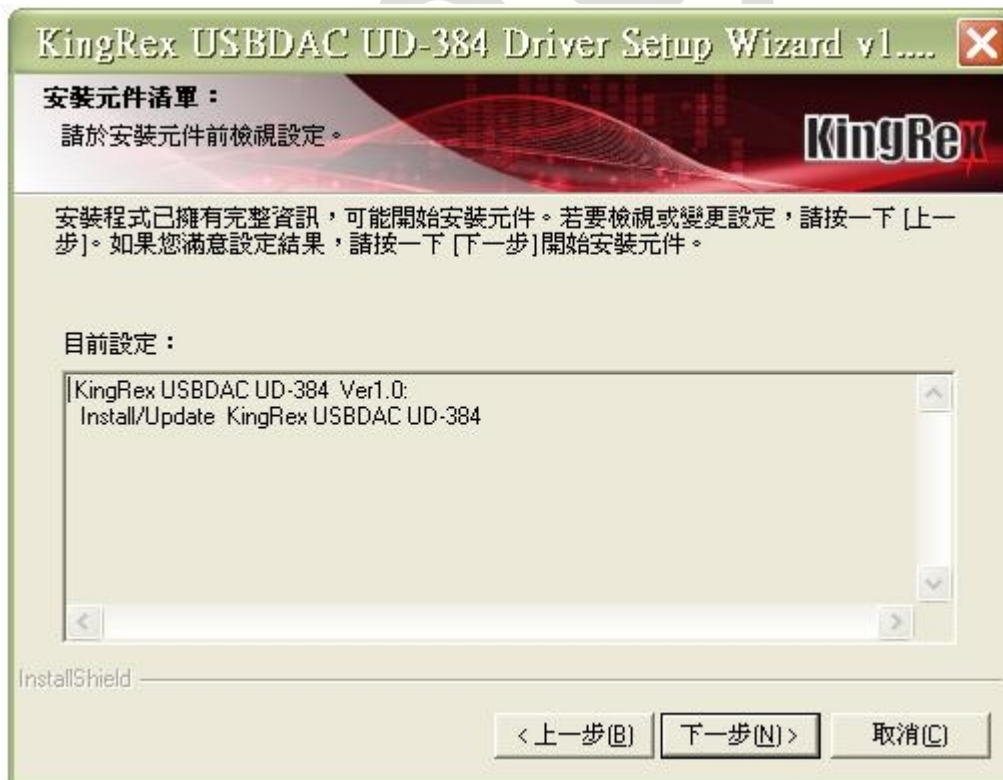 KingRex USBDAC UD-384 Driver Setup Wizard v1....
安裝元件清單：
請於安裝元件前檢視設定。
KingRex
安裝程式已擁有完整資訊，可能開始安裝元件。若要檢視或變更設定，請按一下 [上一
步]。如果您滿意設定結果，請按一下 [下一步]開始安裝元件。
目前設定：
KingRex USBDAC UD-384 Ver1.0:
Install/Update KingRex USBDAC UD-384
InstallShield
< 上一步(B)
下一步(N) >
取消(C)